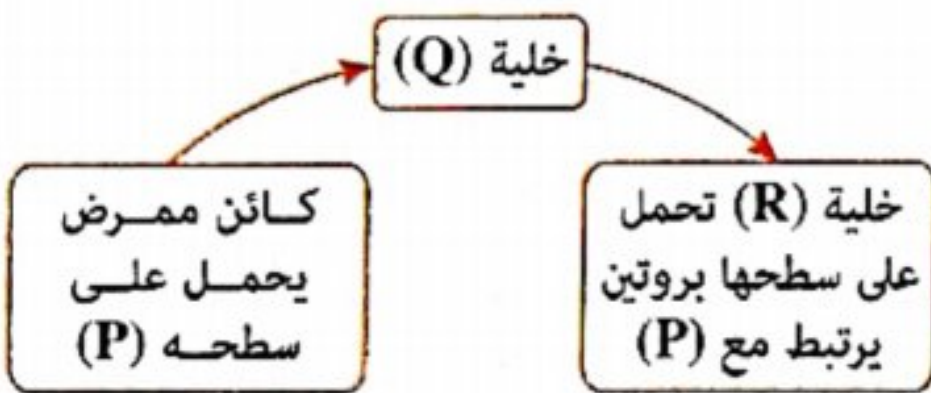 خلية (Q)
خلية (R) تحمل
على سطحها بروتين
يرتبط مع (P)
كائن ممرض
يحمل على
سطحه (P)